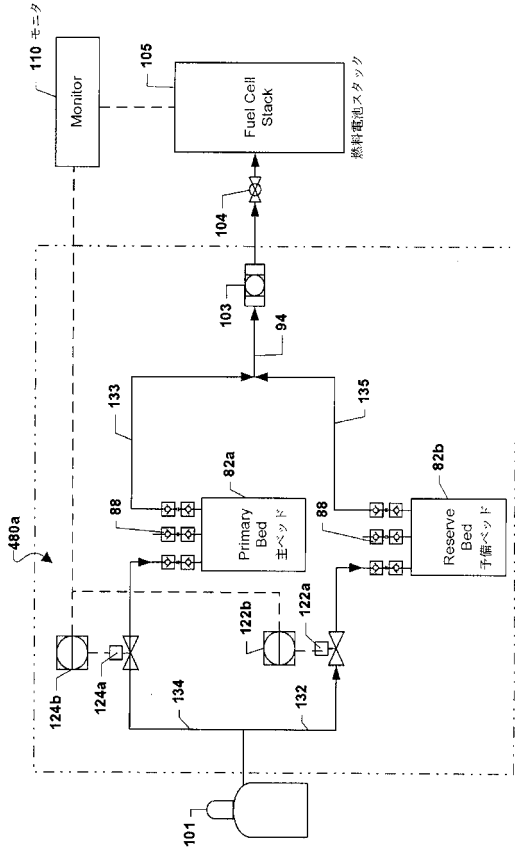 110 モニタ
Monitor
105
Fuel Cell
Stack
燃料電池スタック
104
103
94
133
135
82a
Primary
Bed
主ベッド
88
82b
Reserve
Bed
予備ベッド
88
480a
124b
124a
122b
122a
134
132
101